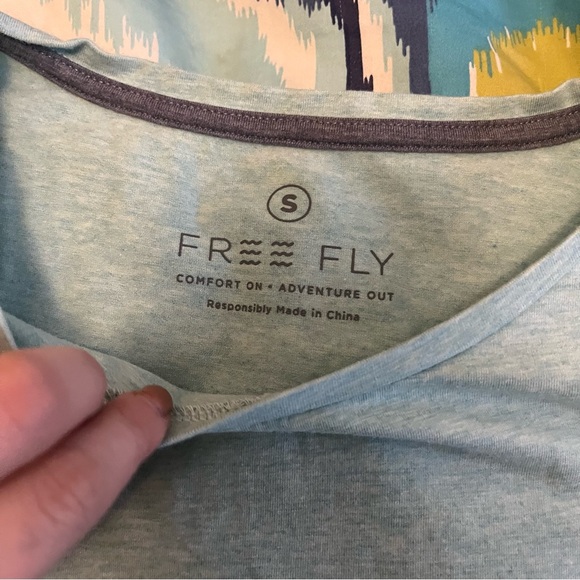 S
FREE FLY
COMFORT ON • ADVENTURE OUT
Responsibly Made in China